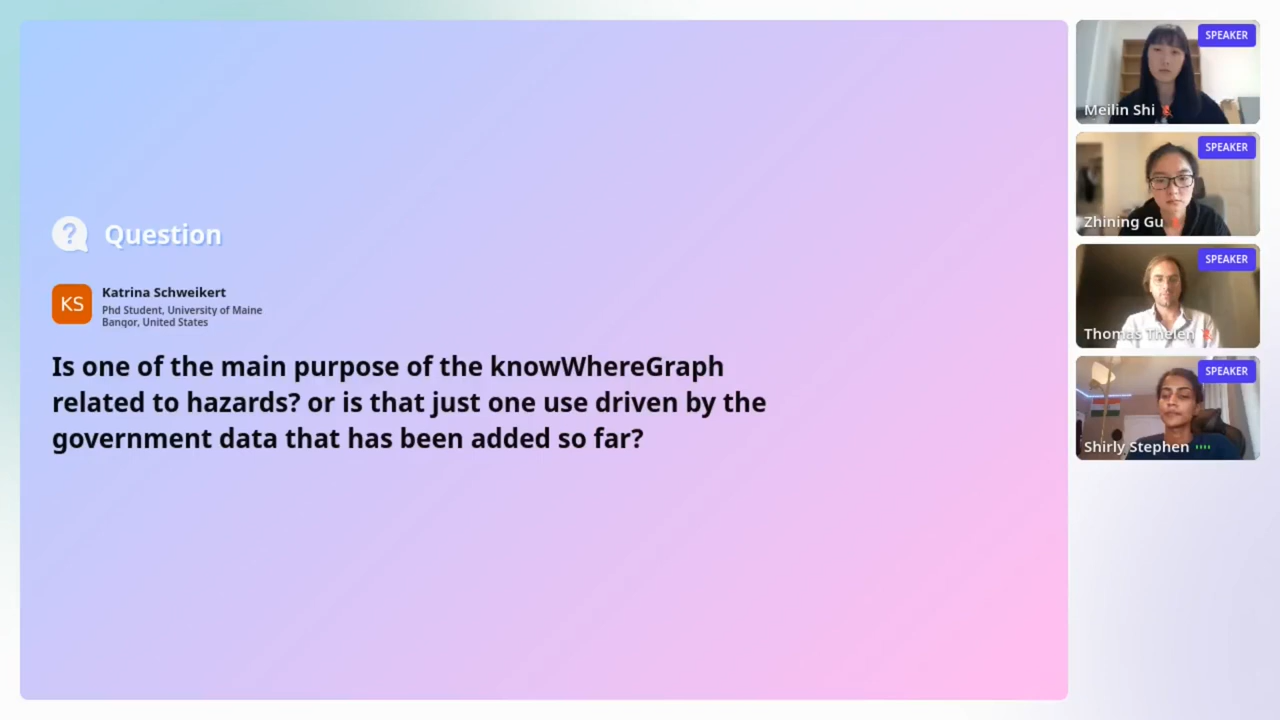 Question
KS
Katrina Schweikert
Phd Student, University of Maine
Bangor, United States
Is one of the main purpose of the knowWhereGraph
related to hazards? or is that just one use driven by the
government data that has been added so far?
SPEAKER
Meilin Shi
SPEAKER
Zhining Gu
SPEAKER
Thomas Thelen
SPEAKER
Shirly Stephen